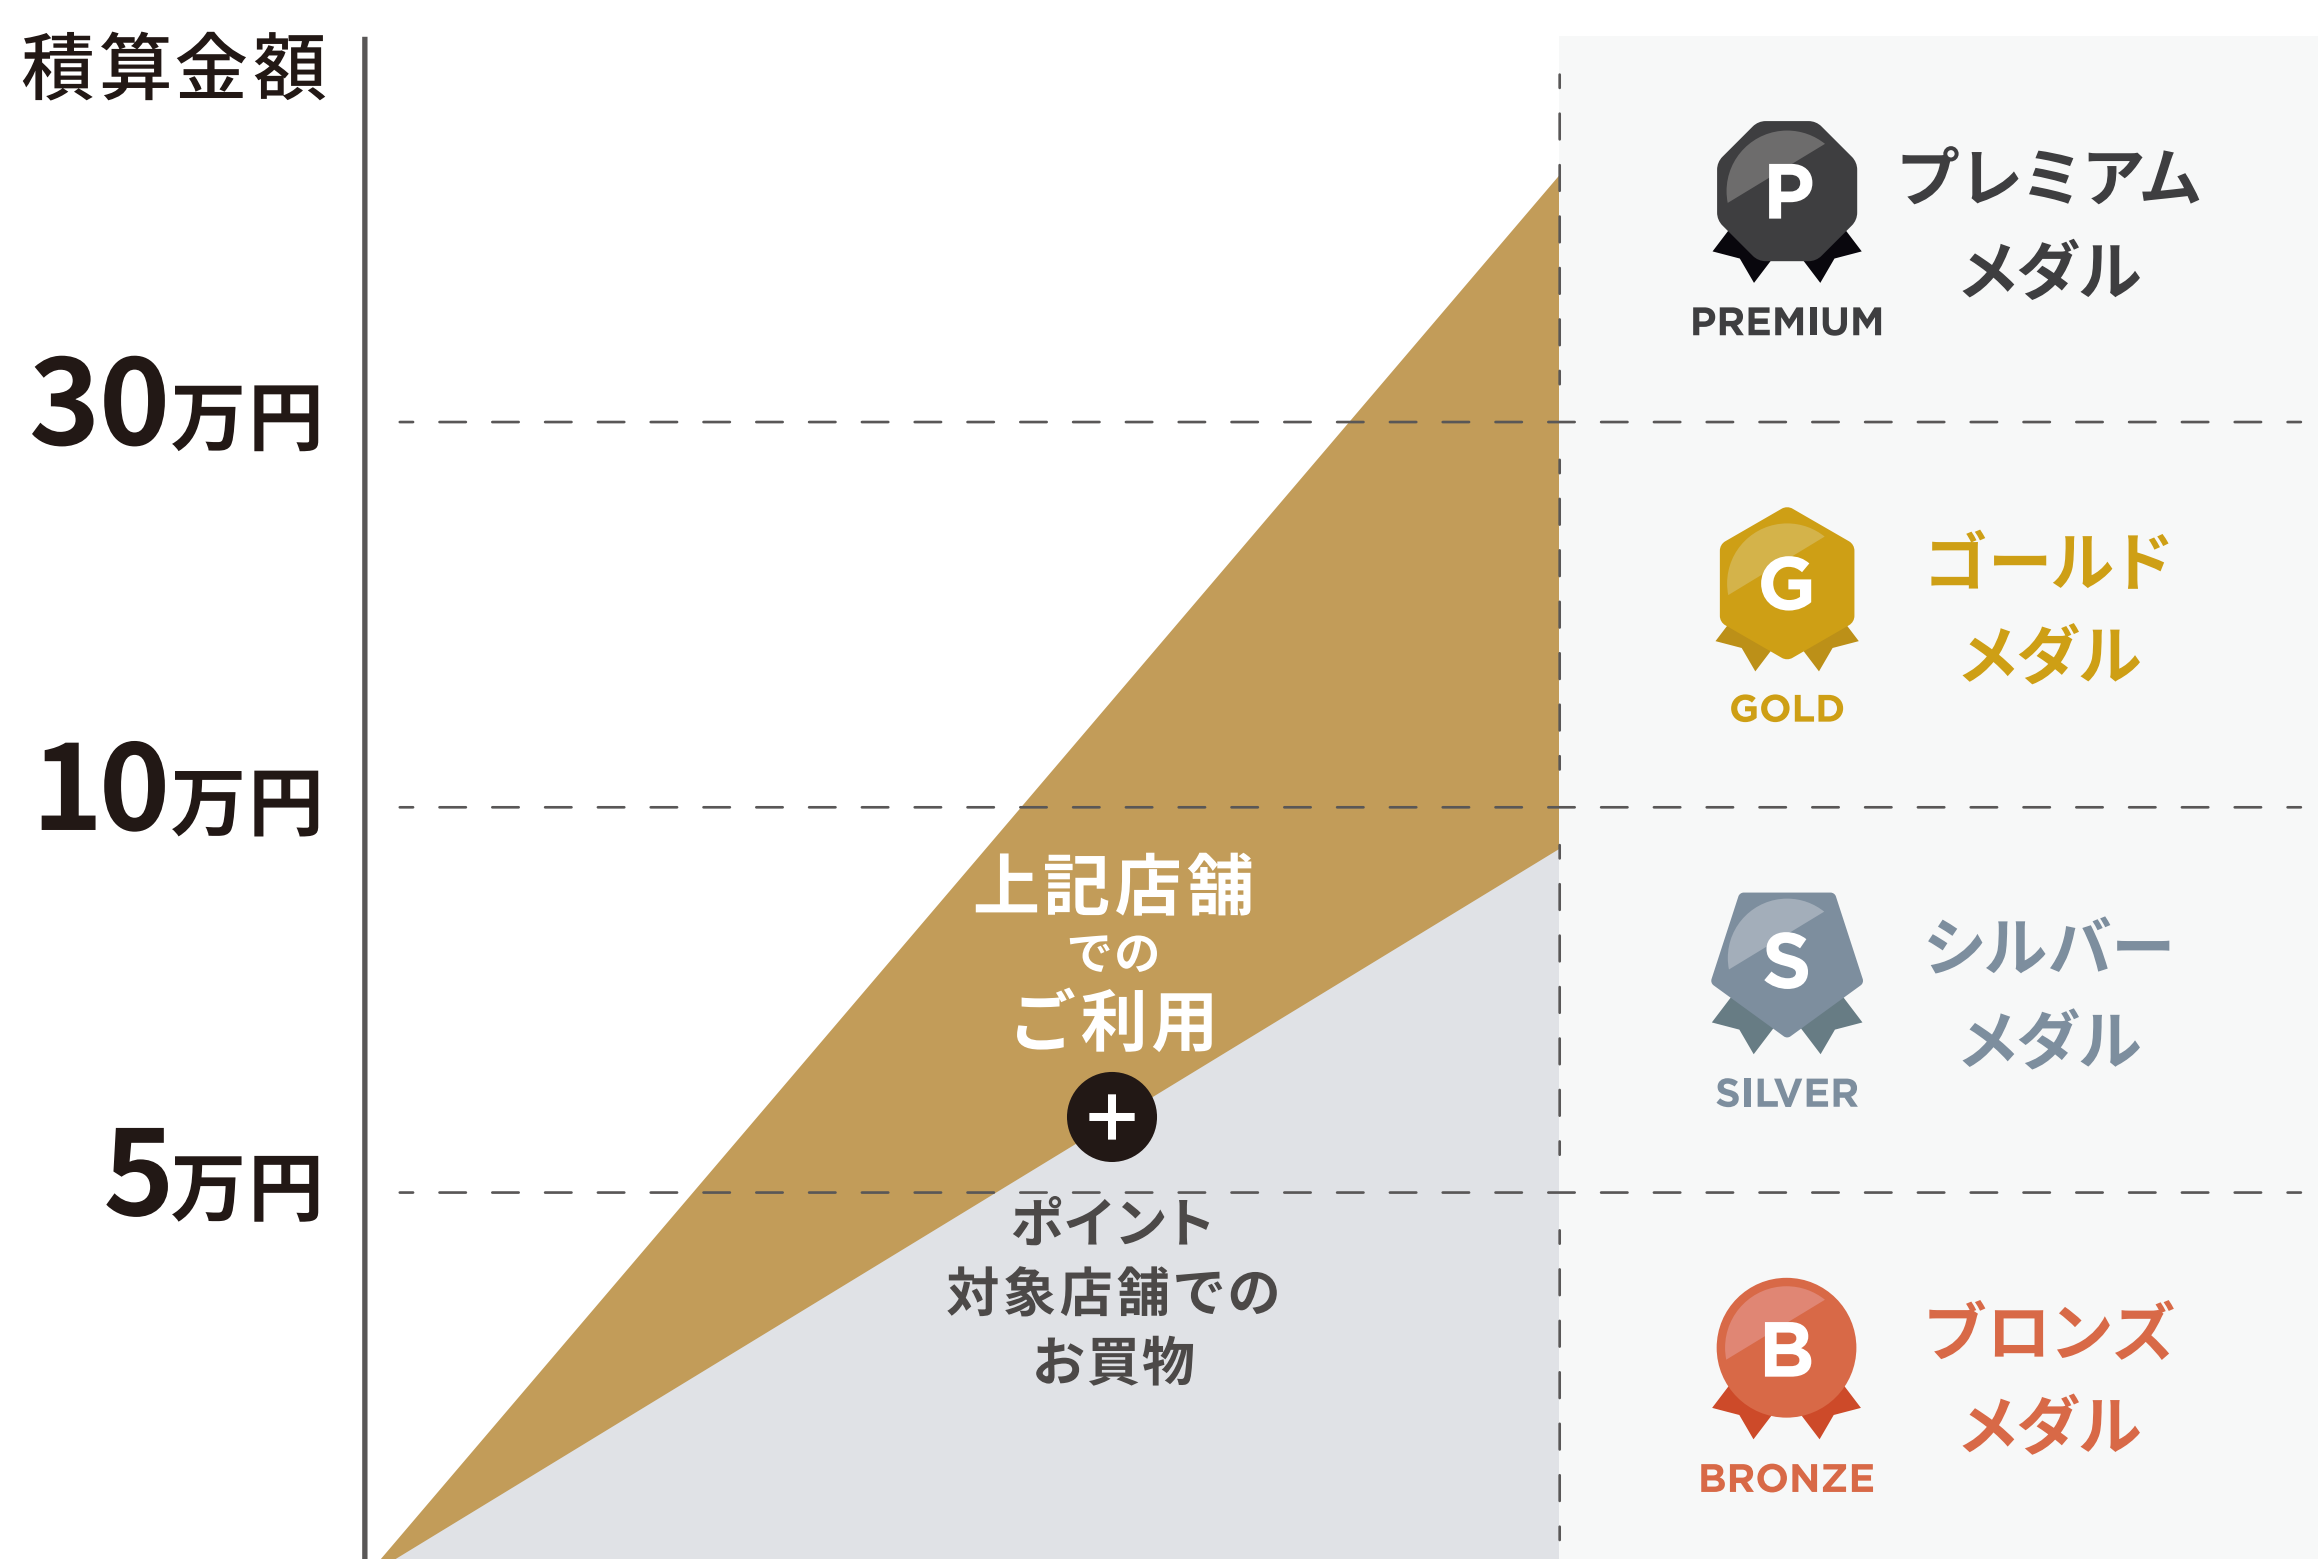 積算金額
P
プレミアム
メダル
PREMIUM
30万円
G
ゴールド
メダル
GOLD
10万円
上記店舗
での
ご利用
+
S
シルバー
メダル
SILVER
5万円
ポイント
対象店舗での
お買物
B
ブロンズ
メダル
BRONZE